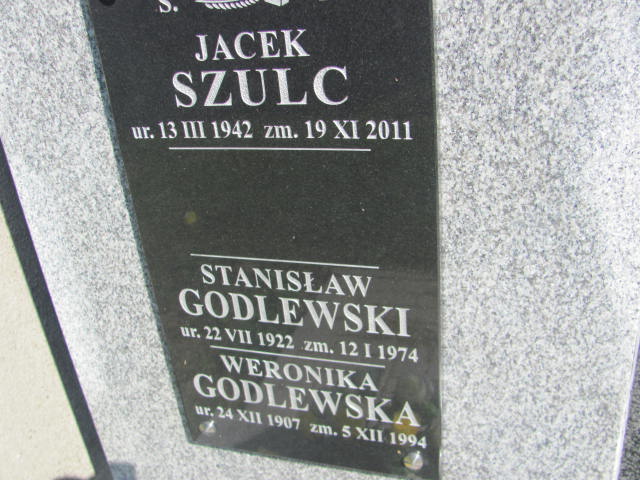 S.
JACEK
SZULC
ur. 13 III 1942 zm. 19 XI 2011
STANISŁAW
GODLEWSKI
ur. 22 VII 1922 zm. 12 I 1974
WERONIKA
GODLEWSKA
ur. 24 XII 1907 zm. 5 XII 1994